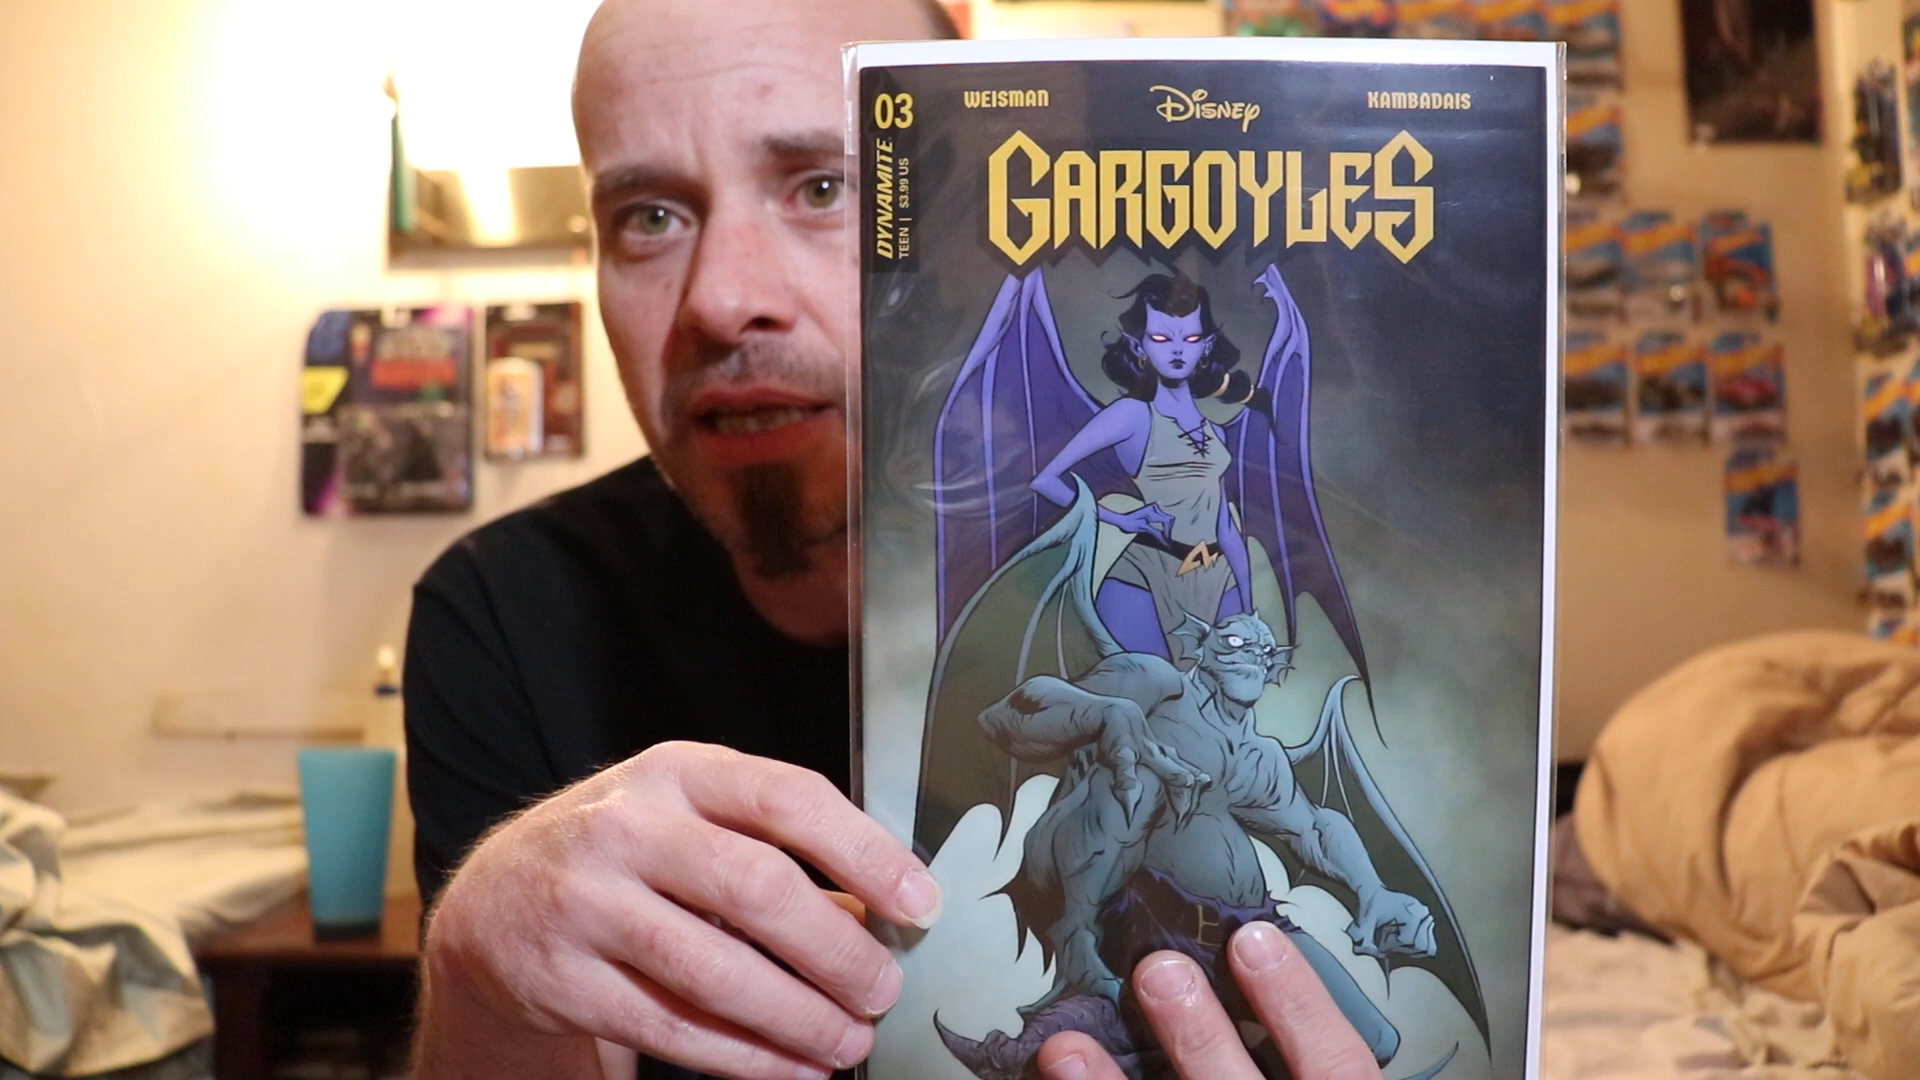 03
WEISMAN
DISNEY
KAMBADAIS
GARGOYLES
DYNAMITE
TEEN | $3.99 US